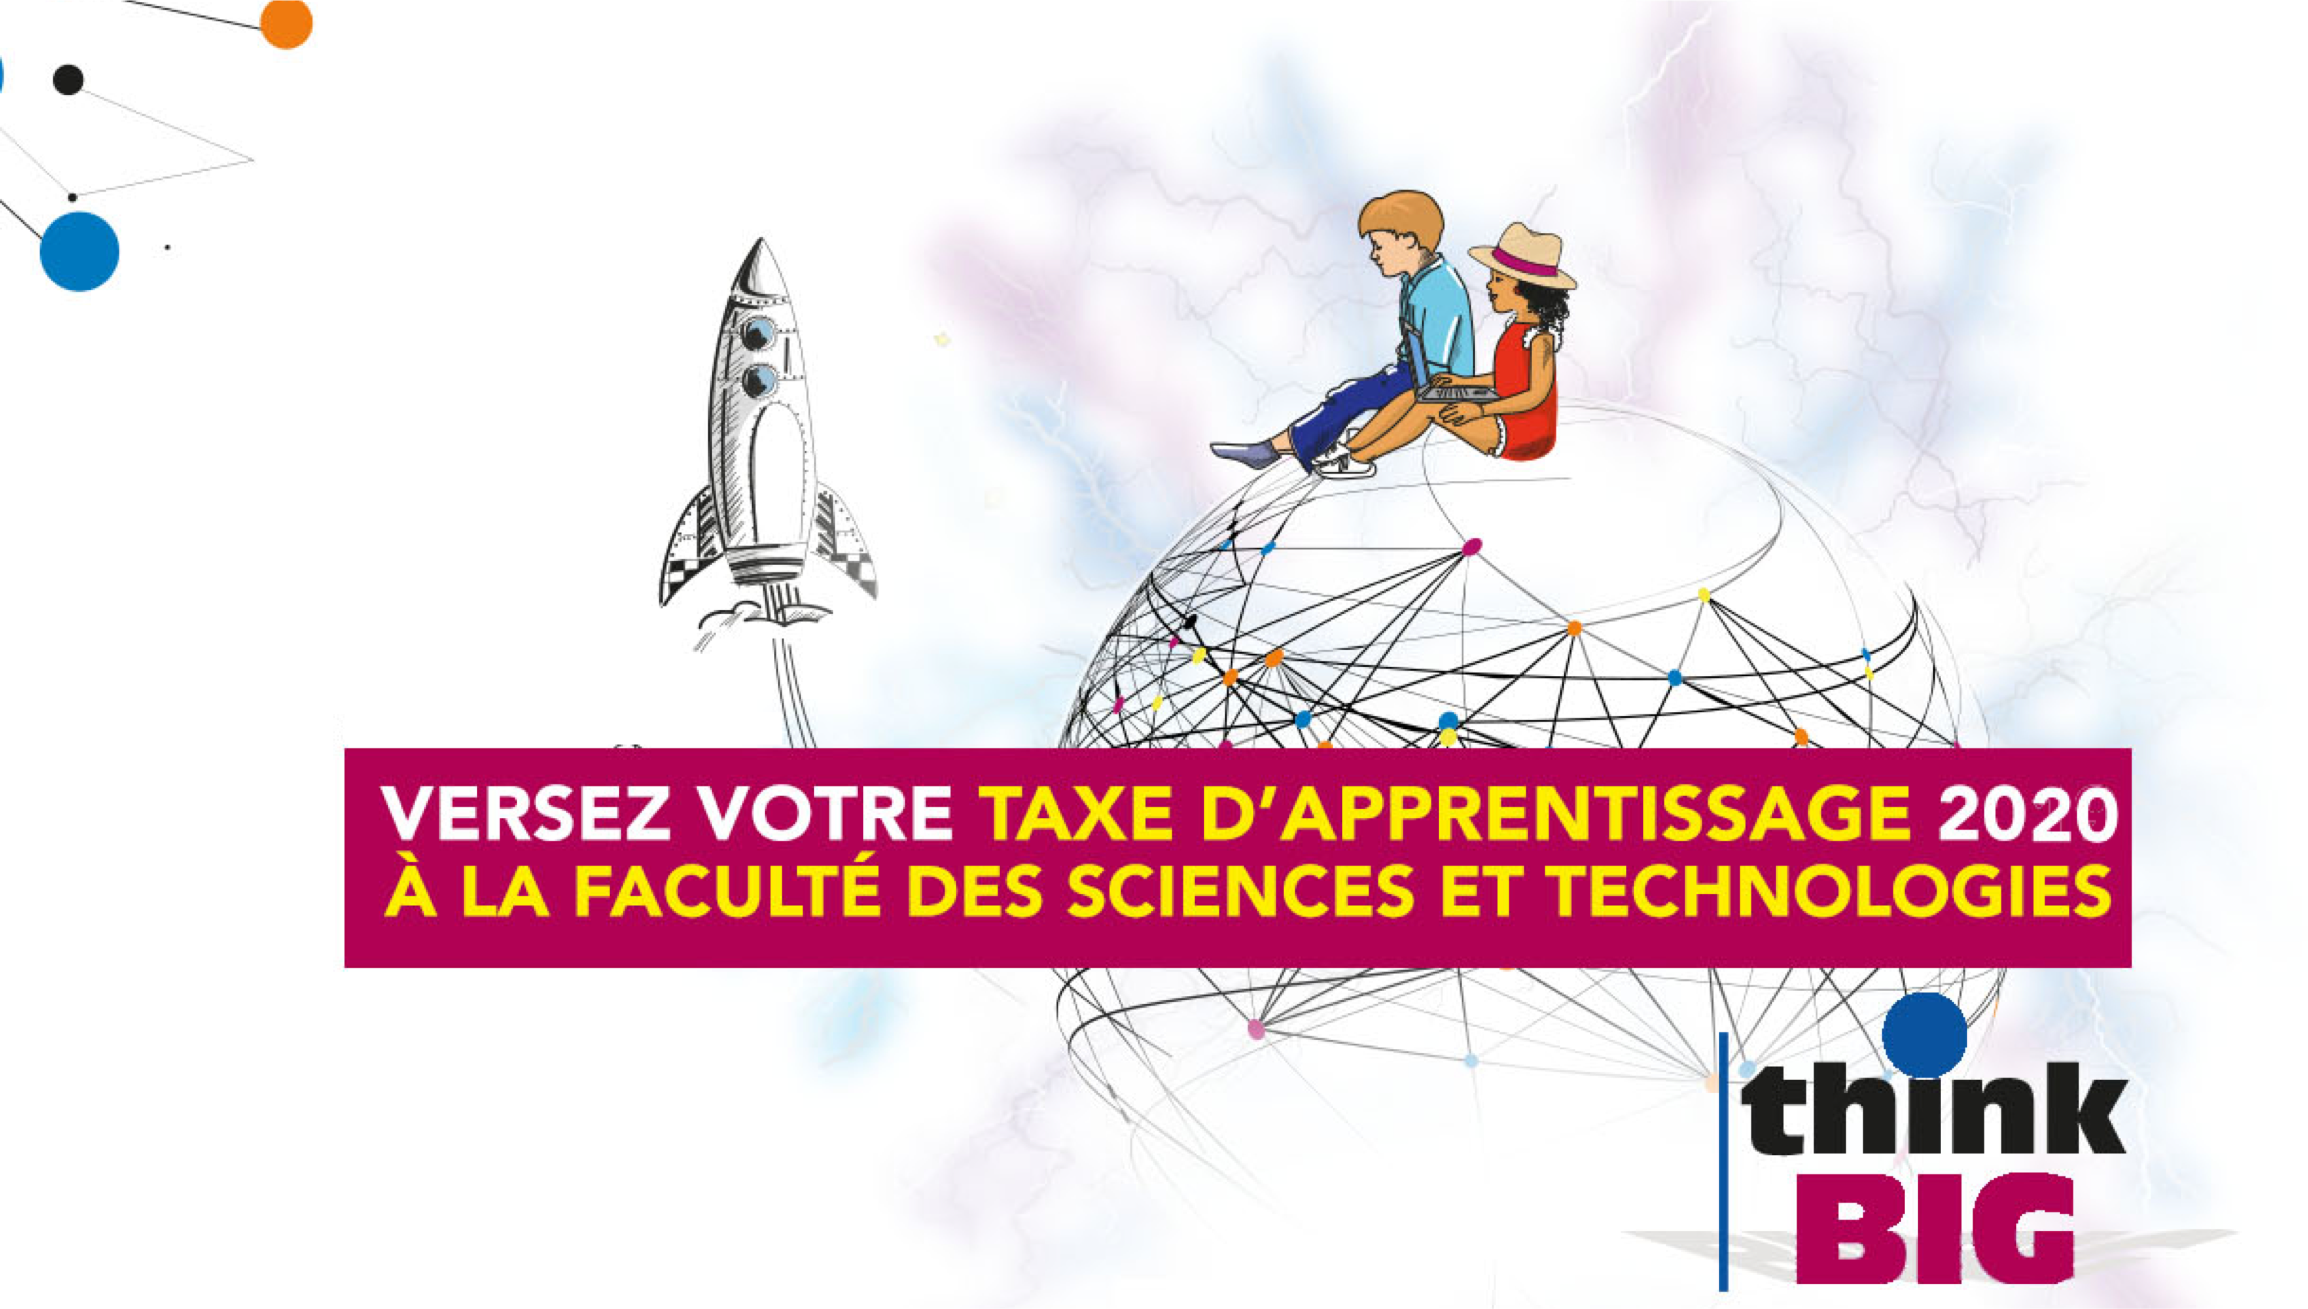 VERSEZ VOTRE TAXE D’APPRENTISSAGE 2020
À LA FACULTÉ DES SCIENCES ET TECHNOLOGIES
think
BIG